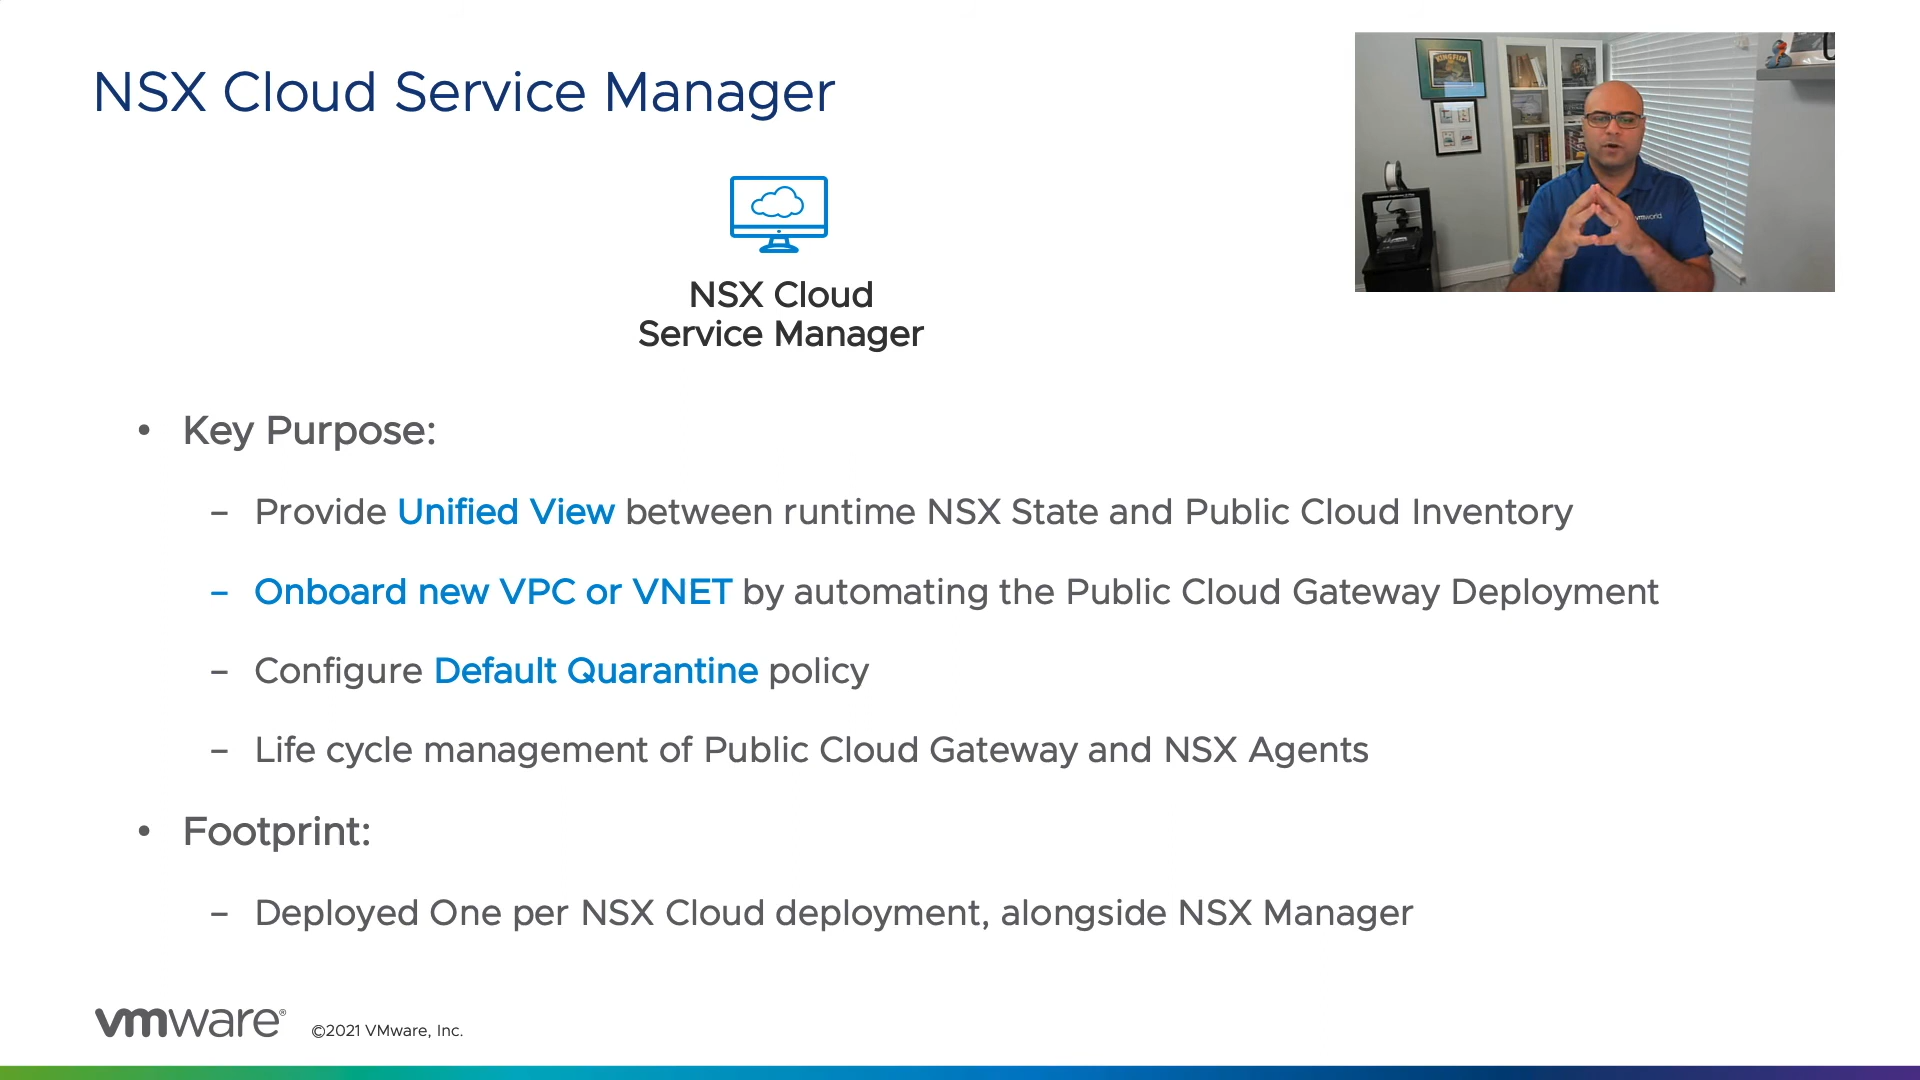 NSX Cloud Service Manager
KINGFISH
vmworld
NSX Cloud
Service Manager
• Key Purpose:
– Provide Unified View between runtime NSX State and Public Cloud Inventory
– Onboard new VPC or VNET by automating the Public Cloud Gateway Deployment
– Configure Default Quarantine policy
– Life cycle management of Public Cloud Gateway and NSX Agents
• Footprint:
– Deployed One per NSX Cloud deployment, alongside NSX Manager
vmware® ©2021 VMware, Inc.